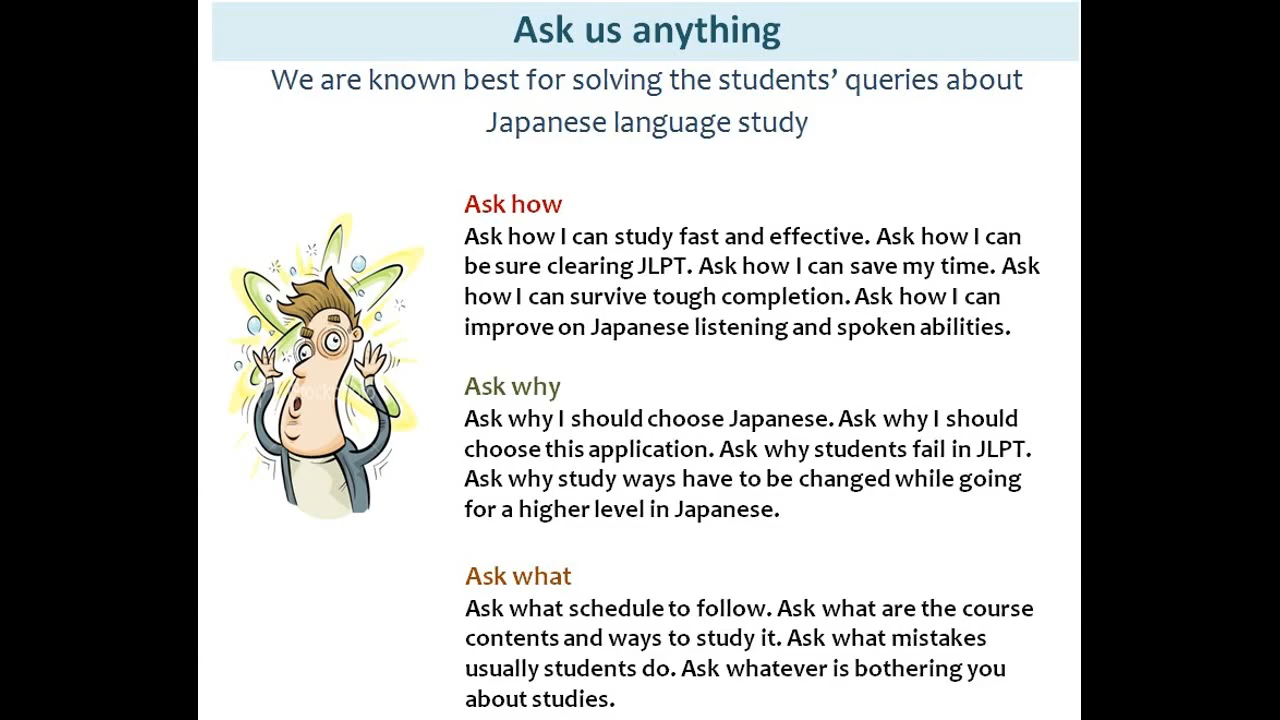 Ask us anything
We are known best for solving the students’ queries about
Japanese language study
Ask how
Ask how I can study fast and effective. Ask how I can
be sure clearing JLPT. Ask how I can save my time. Ask
how I can survive tough completion. Ask how I can
improve on Japanese listening and spoken abilities.
Ask why
Ask why I should choose Japanese. Ask why I should
choose this application. Ask why students fail in JLPT.
Ask why study ways have to be changed while going
for a higher level in Japanese.
Ask what
Ask what schedule to follow. Ask what are the course
contents and ways to study it. Ask what mistakes
usually students do. Ask whatever is bothering you
about studies.